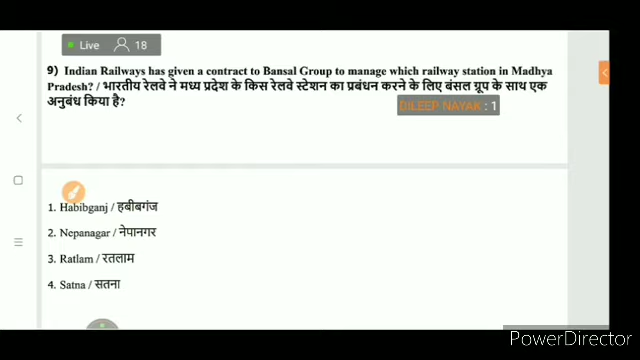 Live 18
9) Indian Railways has given a contract to Bansal Group to manage which railway station in Madhya
Pradesh? / भारतीय रेलवे ने मध्य प्रदेश के किस रेलवे स्टेशन का प्रबंधन करने के लिए बंसल ग्रुप के साथ एक
अनुबंध किया है?
DILEEP NAYAK : 1
1. Habibganj / हबीबगंज
2. Nepanagar / नेपानगर
3. Ratlam / रतलाम
4. Satna / सतना
PowerDirector